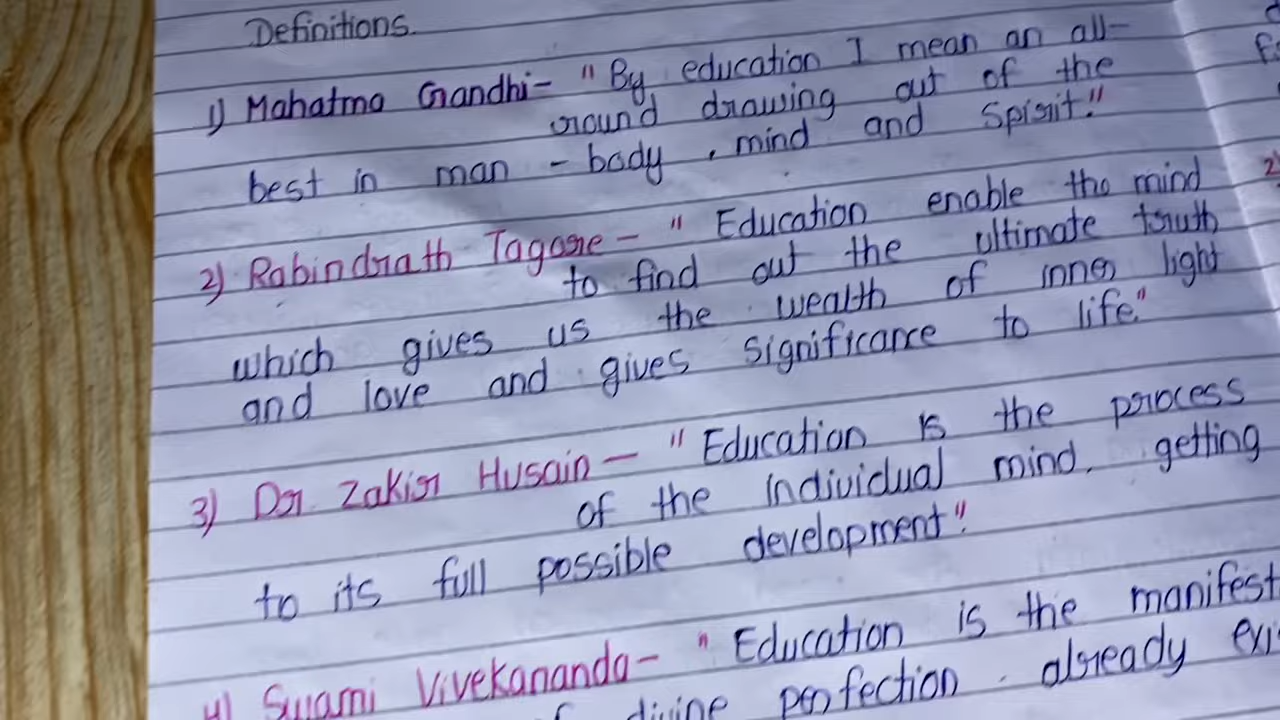 Definitions.
1) Mahatma Gandhi- "By education I mean an all-
round drawing out of the
best in man - body, mind and Spirit."
2) Rabindrath Tagore - " Education enable the mind
to find out the ultimate truth
which gives us the wealth of inner light
and love and gives significance to life"
3) Dr. Zakir Husain - "Education is the process
of the individual mind, getting
to its full possible development".
4) Swami Vivekananda- "Education is the manifest
divine perfection already exi